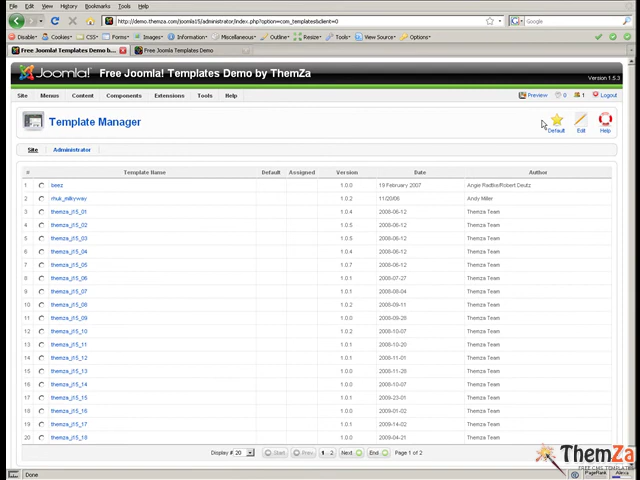 File Edit View History Bookmarks Tools Help
http://demo.themza.com/joomla15/administrator/index.php?option=com_templates&client=0
Google
Disable Cookies CSS Forms Images Information Miscellaneous Outline Resize Tools View Source Options
Free Joomla! Templates Demo b...
Free Joomla Templates Demo
Joomla! Free Joomla! Templates Demo by ThemZa
Version 1.5.3
Site Menus Content Components Extensions Tools Help
Preview 0 1 Logout
Template Manager
Default Edit Help
Site Administrator
# Template Name Default Assigned Version Date Author
1 beez 1.0.0 19 February 2007 Angie Radtke/Robert Deutz
2 rhuk_milkyway 1.0.2 11/20/06 Andy Miller
3 themza_j15_01 1.0.4 2008-06-12 Themza Team
4 themza_j15_02 1.0.5 2008-06-12 Themza Team
5 themza_j15_03 1.0.5 2008-06-12 Themza Team
6 themza_j15_04 1.0.4 2008-06-12 Themza Team
7 themza_j15_05 1.0.7 2008-06-12 Themza Team
8 themza_j15_06 1.0.1 2008-07-27 Themza Team
9 themza_j15_07 1.0.1 2008-08-04 Themza Team
10 themza_j15_08 1.0.2 2008-09-11 Themza Team
11 themza_j15_09 1.0.0 2008-09-28 Themza Team
12 themza_j15_10 1.0.2 2008-10-07 Themza Team
13 themza_j15_11 1.0.1 2008-10-20 Themza Team
14 themza_j15_12 1.0.1 2008-11-01 Themza Team
15 themza_j15_13 1.0.0 2008-11-28 Themza Team
16 themza_j15_14 1.0.0 2008-10-07 Themza Team
17 themza_j15_15 1.0.1 2009-23-01 Themza Team
18 themza_j15_16 1.0.0 2009-01-02 Themza Team
19 themza_j15_17 1.0.0 2009-14-02 Themza Team
20 themza_j15_18 1.0.0 2009-04-21 Themza Team
Display # 20 Start Prev 1 2 Next End Page 1 of 2
ThemZa
FREE CMS TEMPLATES
Done
PageRank Alexa